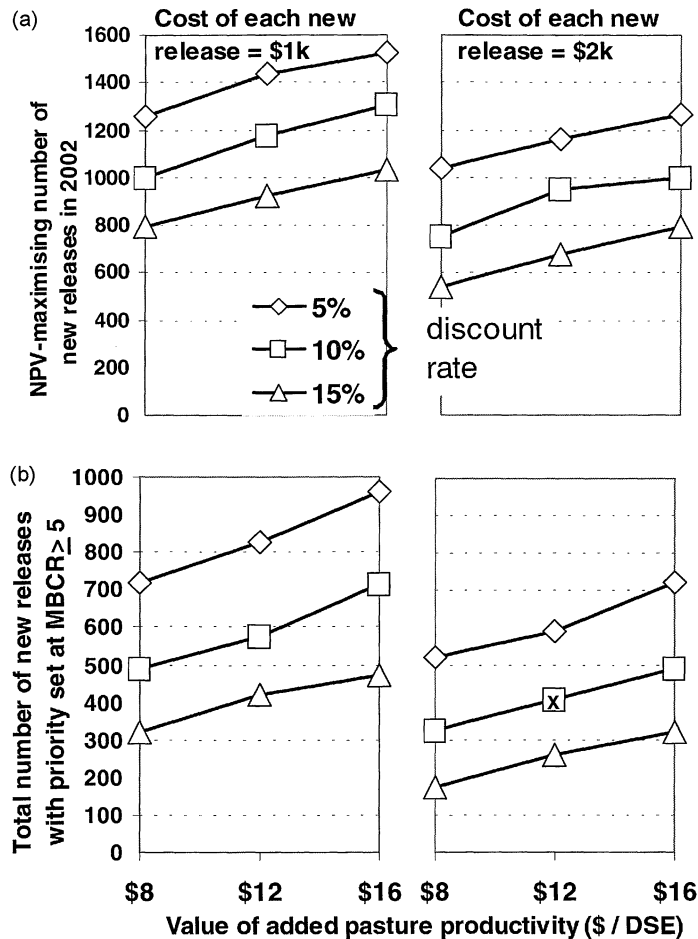 (a)
Cost of each new
release = $1k
Cost of each new
release = $2k
NPV-maximising number of
new releases in 2002
1600
1400
1200
1000
800
600
400
200
0
5%
10%
15%
discount
rate
(b)
Total number of new releases
with priority set at MBCR ≥ 5
1000
900
800
700
600
500
400
300
200
100
0
x
$8
$12
$16
$8
$12
$16
Value of added pasture productivity ($ / DSE)